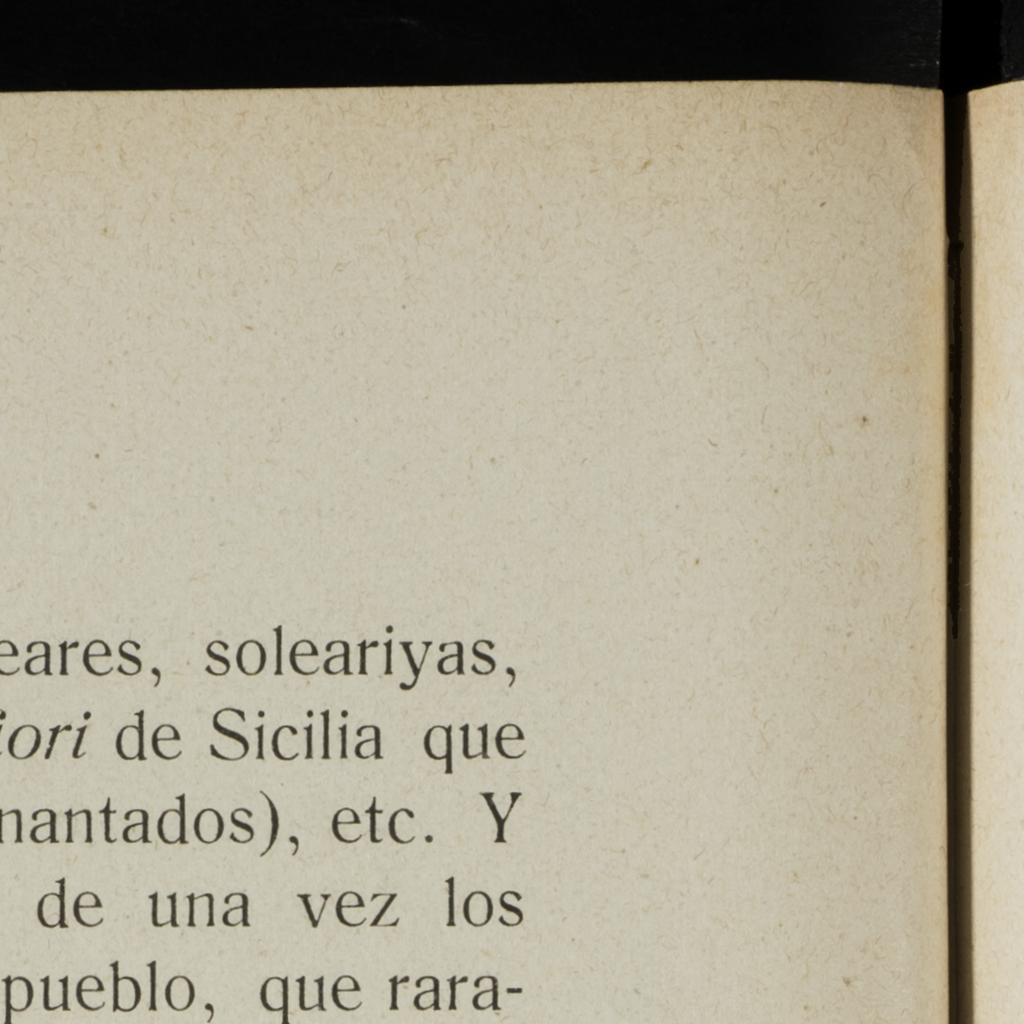 eares, soleariyas,
iori de Sicilia que
nantados), etc. Y
de una vez los
pueblo, que rara-